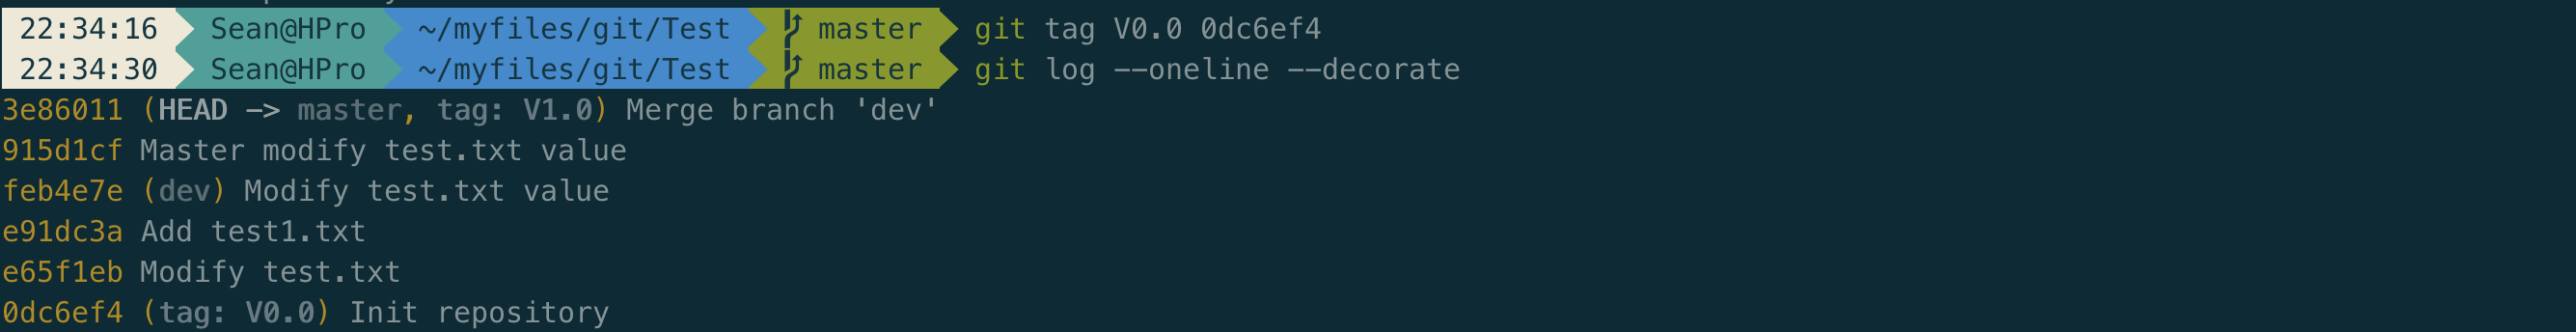 22:34:16 Sean@HPro ~/myfiles/git/Test master git tag V0.0 0dc6ef4
22:34:30 Sean@HPro ~/myfiles/git/Test master git log --oneline --decorate
3e86011 (HEAD -> master, tag: V1.0) Merge branch 'dev'
915d1cf Master modify test.txt value
feb4e7e (dev) Modify test.txt value
e91dc3a Add test1.txt
e65f1eb Modify test.txt
0dc6ef4 (tag: V0.0) Init repository